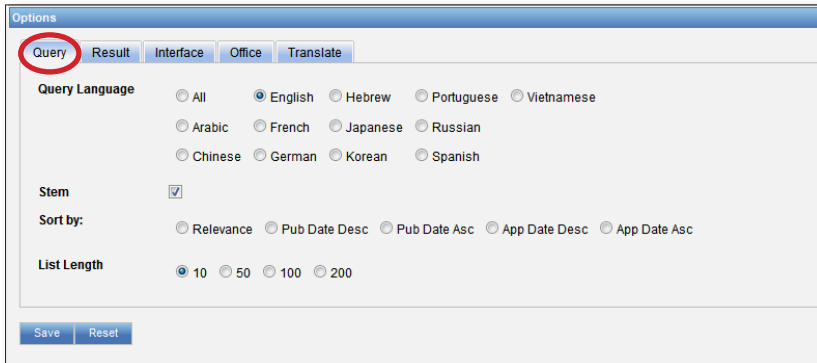 Options
Query Result Interface Office Translate
Query Language All English Hebrew Portuguese Vietnamese
Arabic French Japanese Russian
Chinese German Korean Spanish
Stem
Sort by: Relevance Pub Date Desc Pub Date Asc App Date Desc App Date Asc
List Length 10 50 100 200
Save Reset